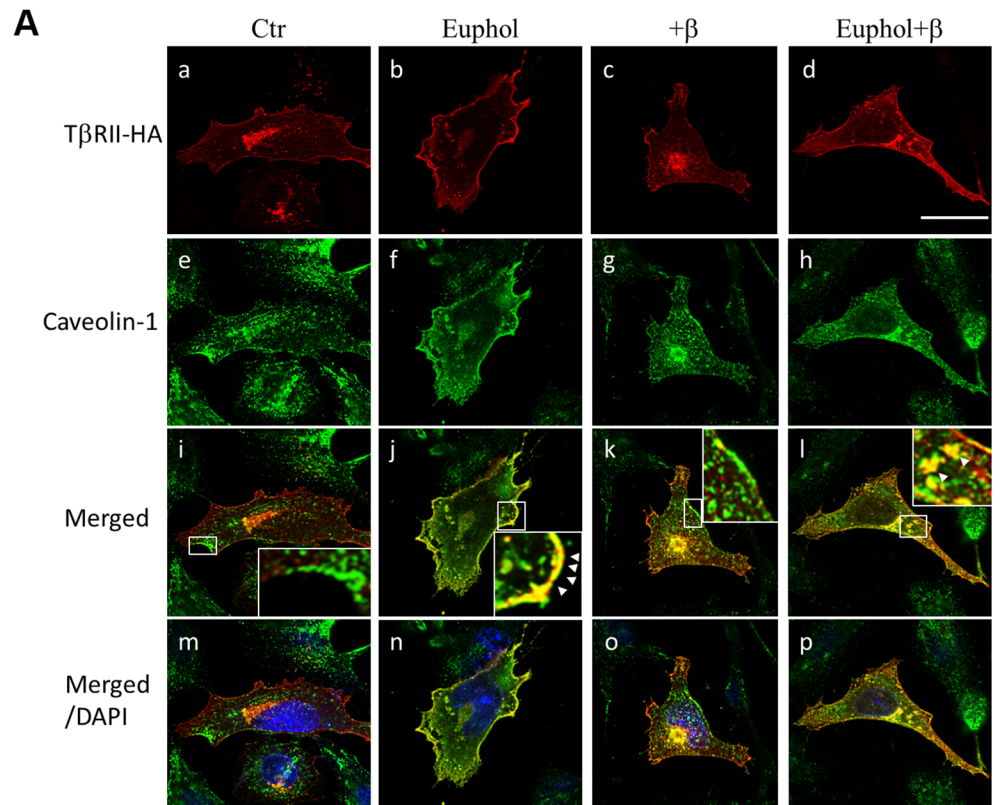 A
Ctr Euphol +β Euphol+β
TβRII-HA a b c d
Caveolin-1 e f g h
Merged i j k l
Merged
/DAPI m n o p